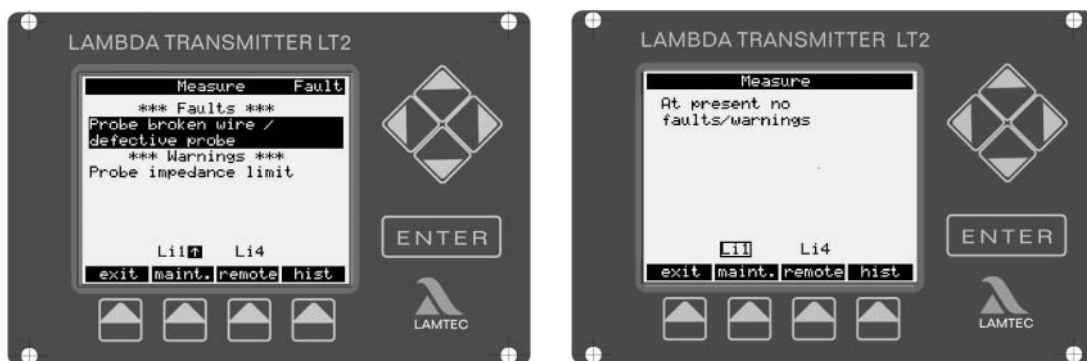 LAMBDA TRANSMITTER LT2
Measure Fault
*** Faults ***
Probe broken wire /
defective probe
*** Warnings ***
Probe impedance limit
Li1↑ Li4
exit maint. remote hist
ENTER
LAMTEC
LAMBDA TRANSMITTER LT2
Measure
At present no
faults/warnings
Li1 Li4
exit maint. remote hist
ENTER
LAMTEC